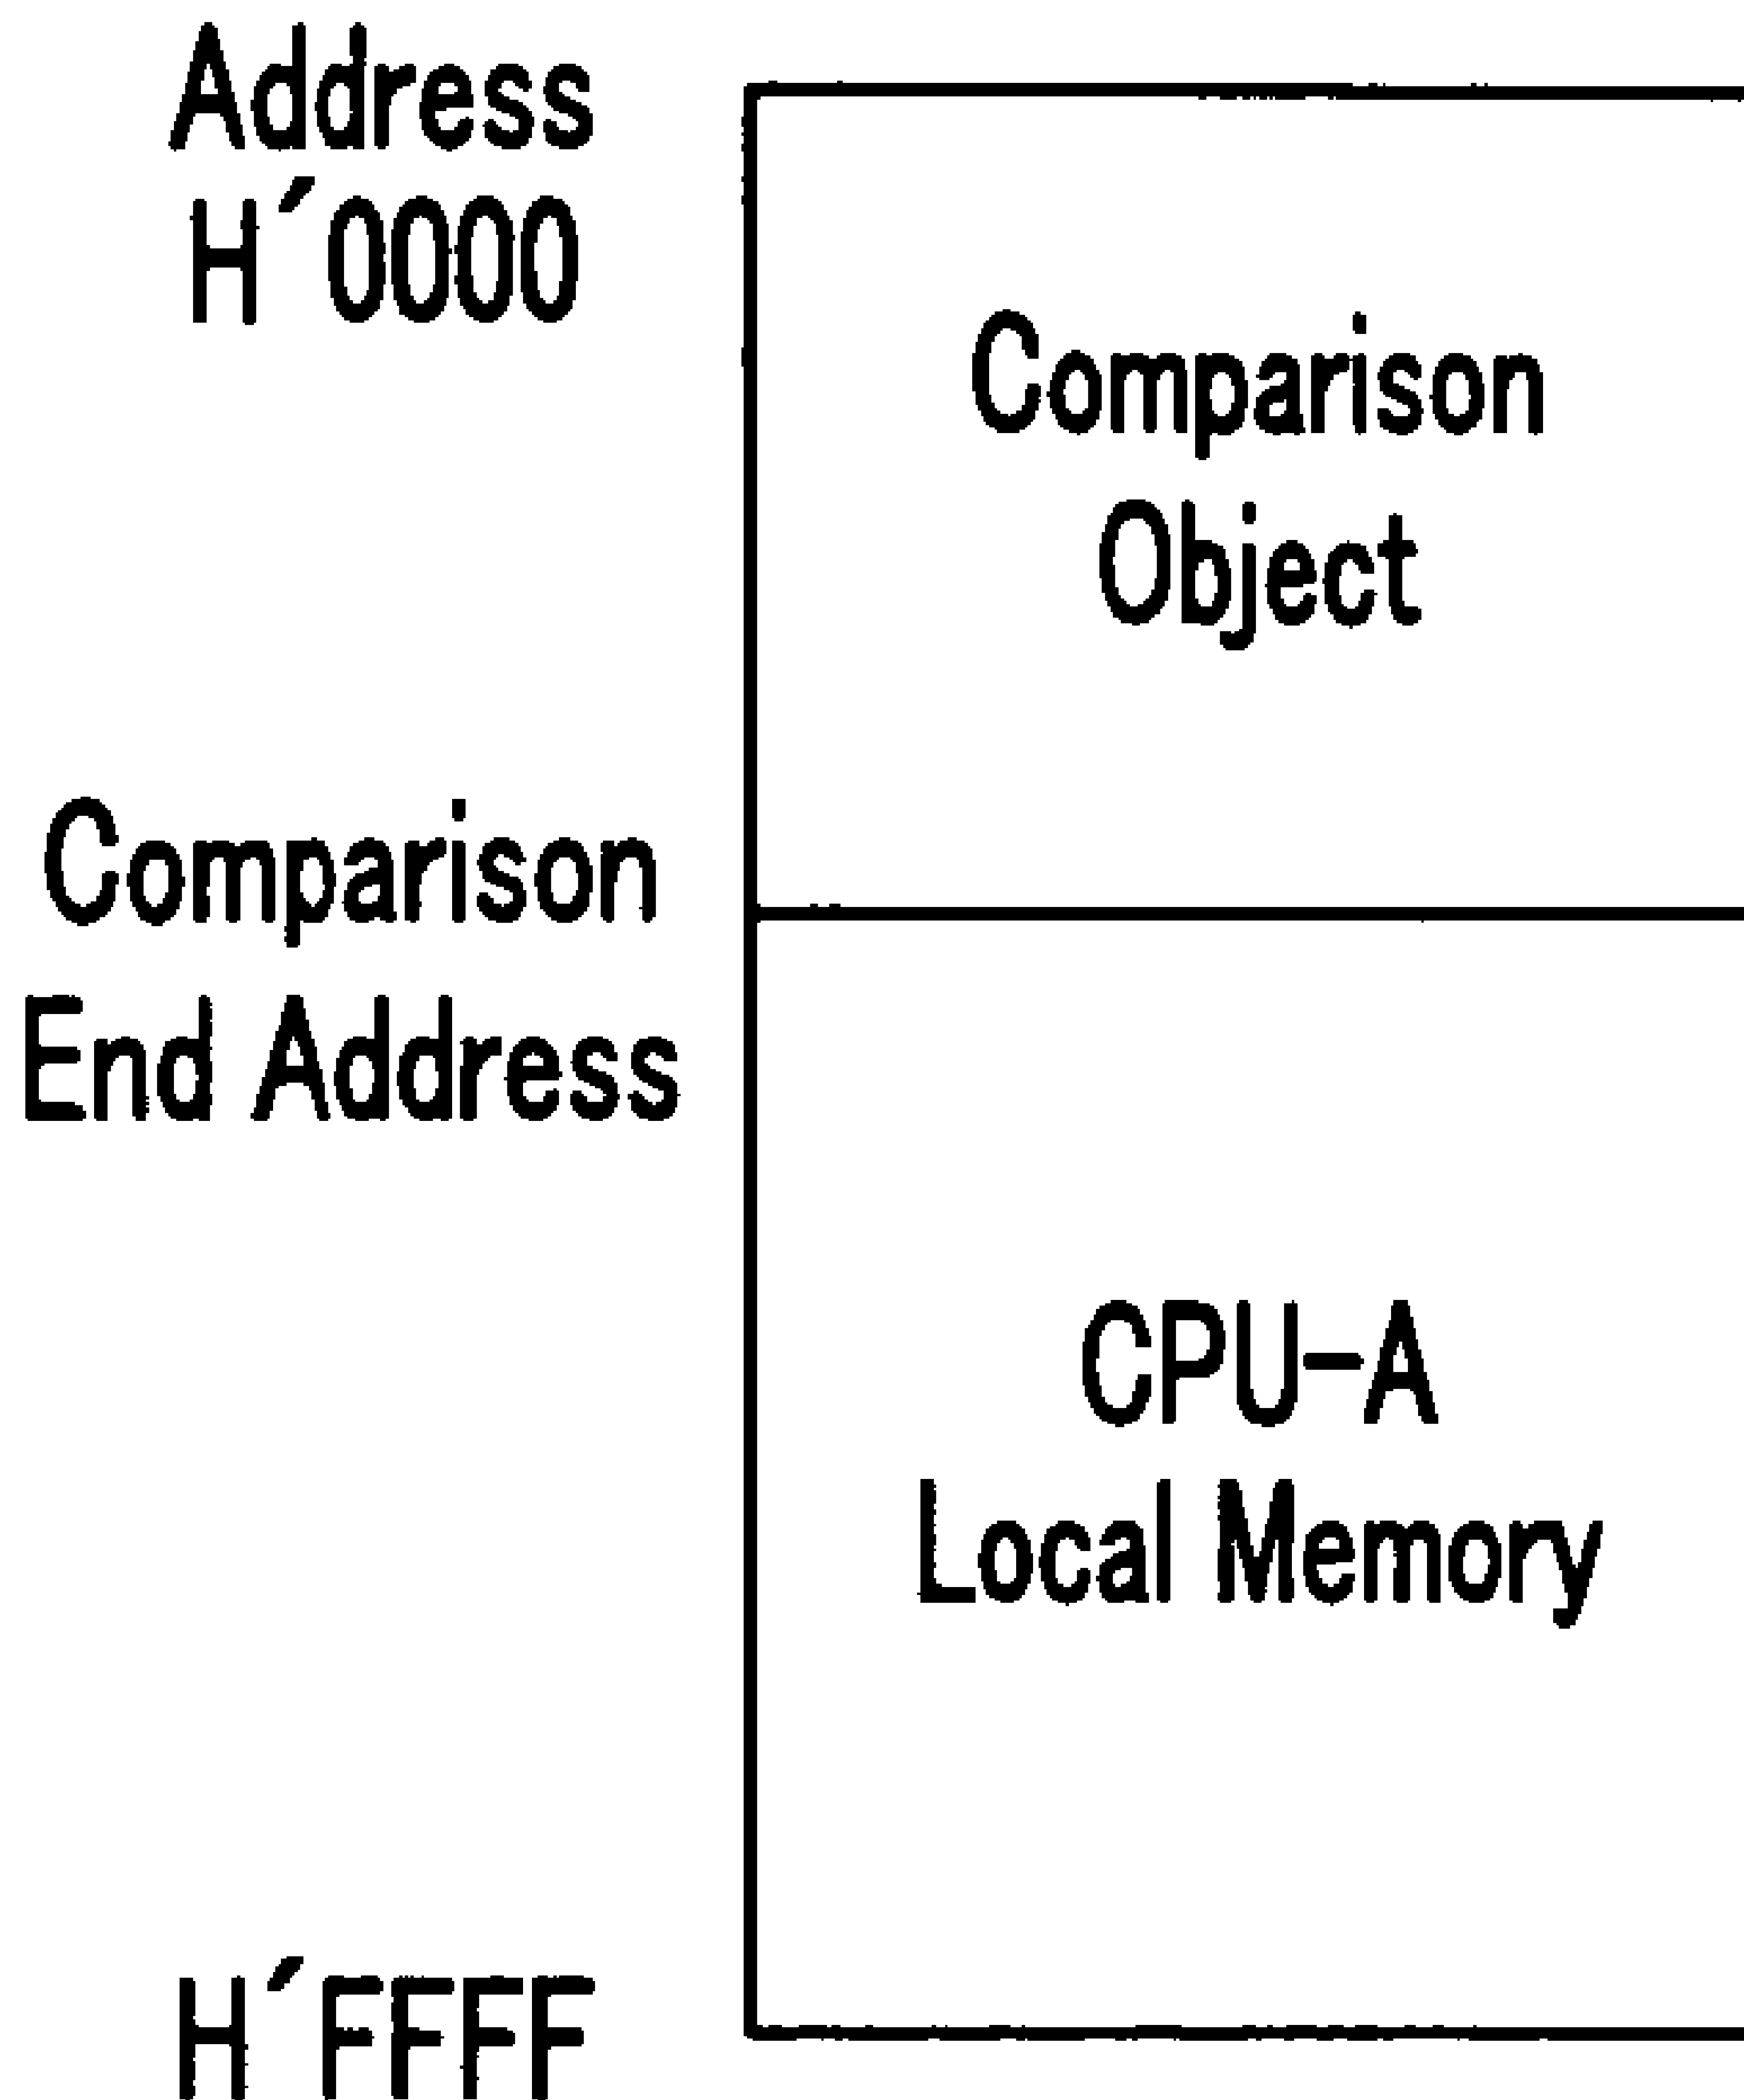 Address
H´0000
Comparison
Object
Comparison
End Address
CPU-A
Local Memory
H´FFFF